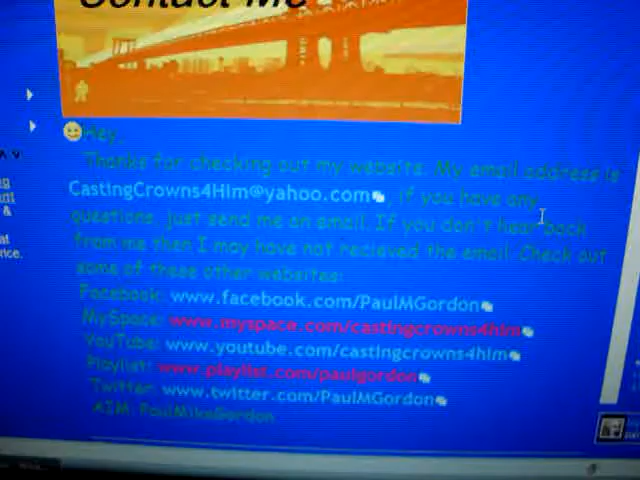 Contact Me
Hey,
Thanks for checking out my website. My email address is
CastingCrowns4Him@yahoo.com, if you have any
questions, just send me an email. If you don't hear back
from me then I may have not recieved the email. Check out
some of these other websites:
Facebook: www.facebook.com/PaulMGordon
MySpace: www.myspace.com/castingcrowns4him
YouTube: www.youtube.com/castingcrowns4him
Playlist: www.playlist.com/paulgordon
Twitter: www.twitter.com/PaulMGordon
AIM: PaulMikeGordon